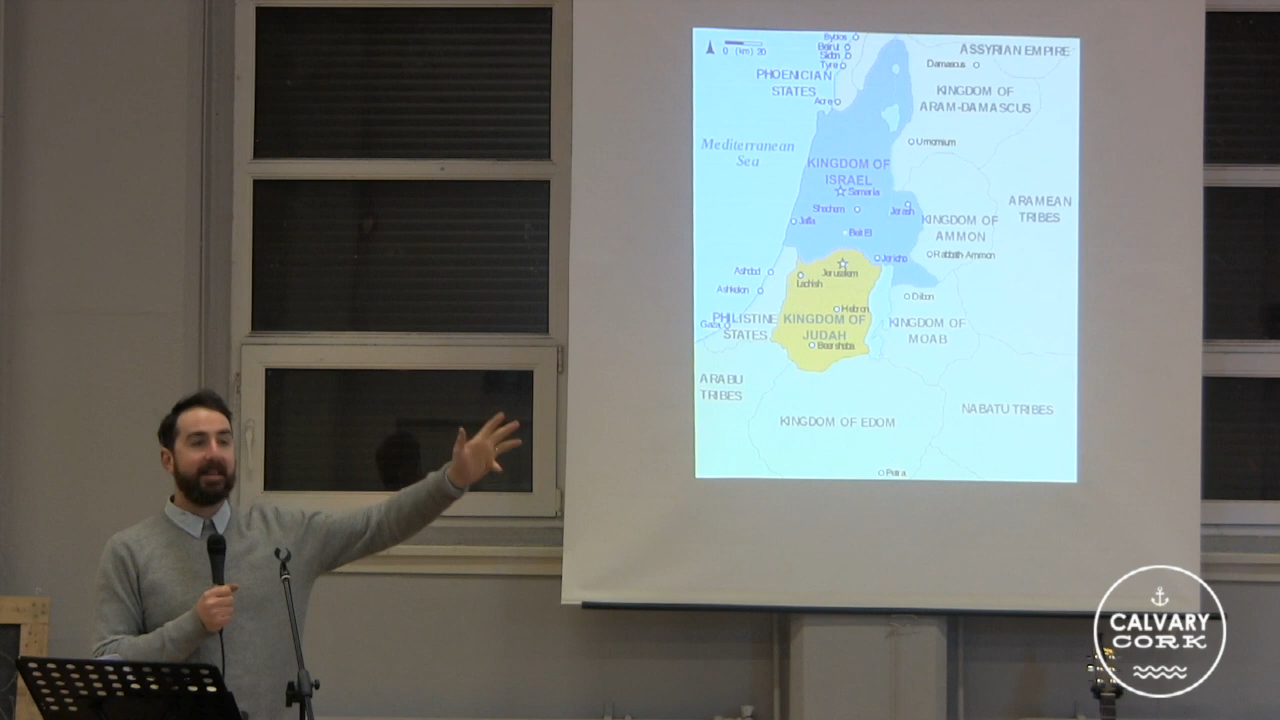 0 (km) 20
Byblos
Beirut
Sidon
Tyre
PHOENICIAN
STATES
Acre
ASSYRIAN EMPIRE
Damascus
KINGDOM OF
ARAM-DAMASCUS
Mediterranean
Sea
KINGDOM OF
ISRAEL
Samaria
Shechem
Jaffa
Jerash
Beit El
ARAMEAN
TRIBES
KINGDOM OF
AMMON
Rabbath-Ammon
Jericho
Jerusalem
Ashdod
Lachish
Ashkelon
Dibon
Hebron
Gaza
PHILISTINE
STATES
KINGDOM OF
JUDAH
KINGDOM OF
MOAB
Beersheba
ARABU
TRIBES
NABATU TRIBES
KINGDOM OF EDOM
Petra
CALVARY
CORK